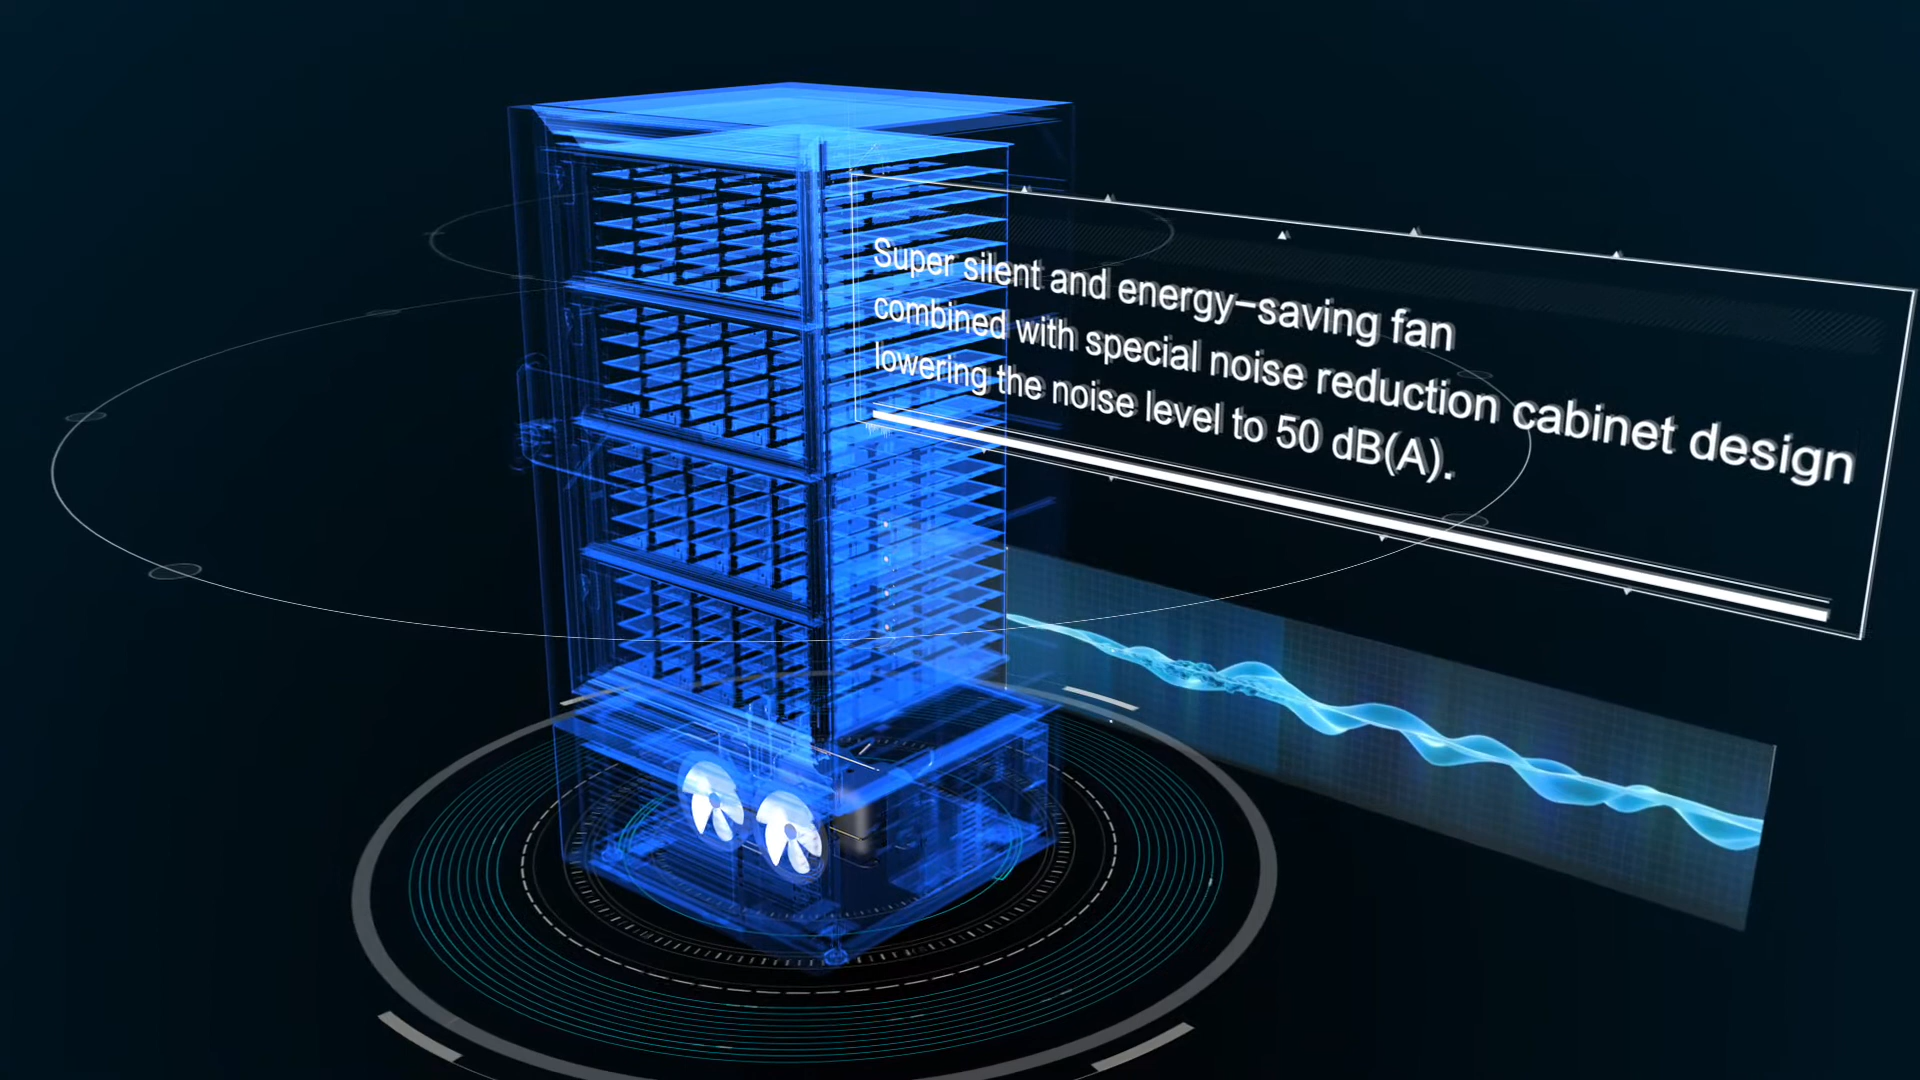 Super silent and energy-saving fan
combined with special noise reduction cabinet design
lowering the noise level to 50 dB(A).